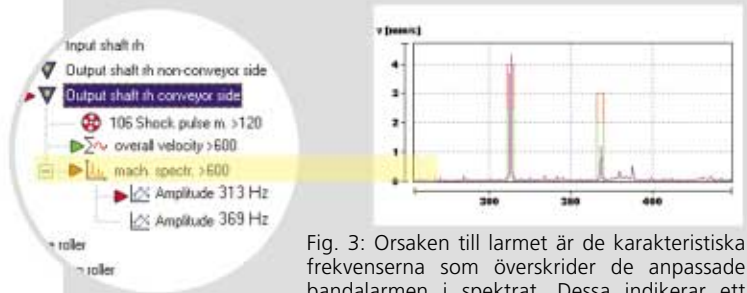 Input shaft rh
Output shaft rh non-conveyor side
Output shaft rh conveyor side
106 Shock pulse m. >120
overall velocity >600
mach. spectr. >600
Amplitude 313 Hz
Amplitude 369 Hz
roller
roller
v [mm/s]
4
3
2
1
300
350
400
Fig. 3: Orsaken till larmet är de karakteristiska
frekvenserna som överskrider de anpassade
bandalarmen i spektrat. Dessa indikerar ett